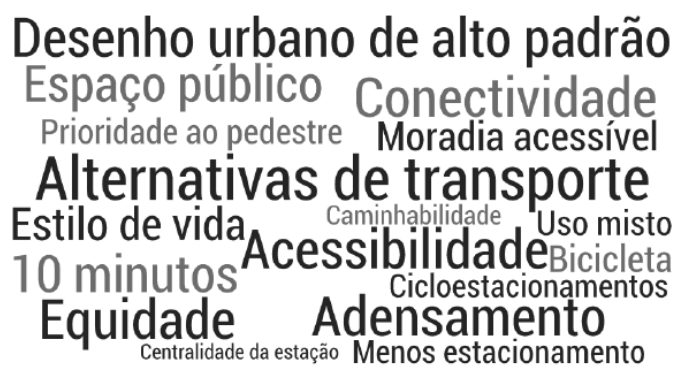 Desenho urbano de alto padrão
Espaço público
Conectividade
Prioridade ao pedestre
Moradia acessível
Alternativas de transporte
Estilo de vida
Caminhabilidade
Uso misto
Acessibilidade
Bicicleta
10 minutos
Cicloestacionamentos
Equidade
Adensamento
Centralidade da estação
Menos estacionamento